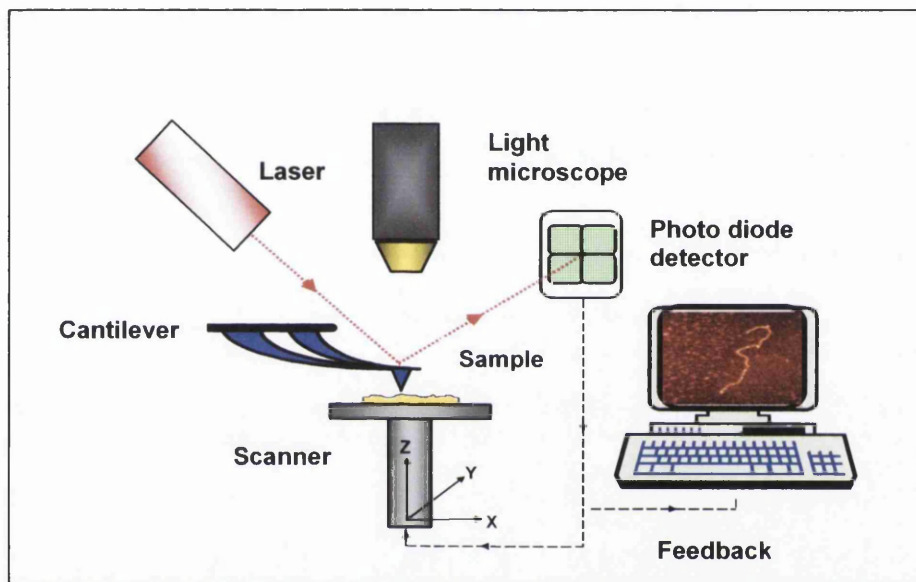 Laser
Light
microscope
Photo diode
detector
Cantilever
Sample
Scanner
Z
Y
X
Feedback